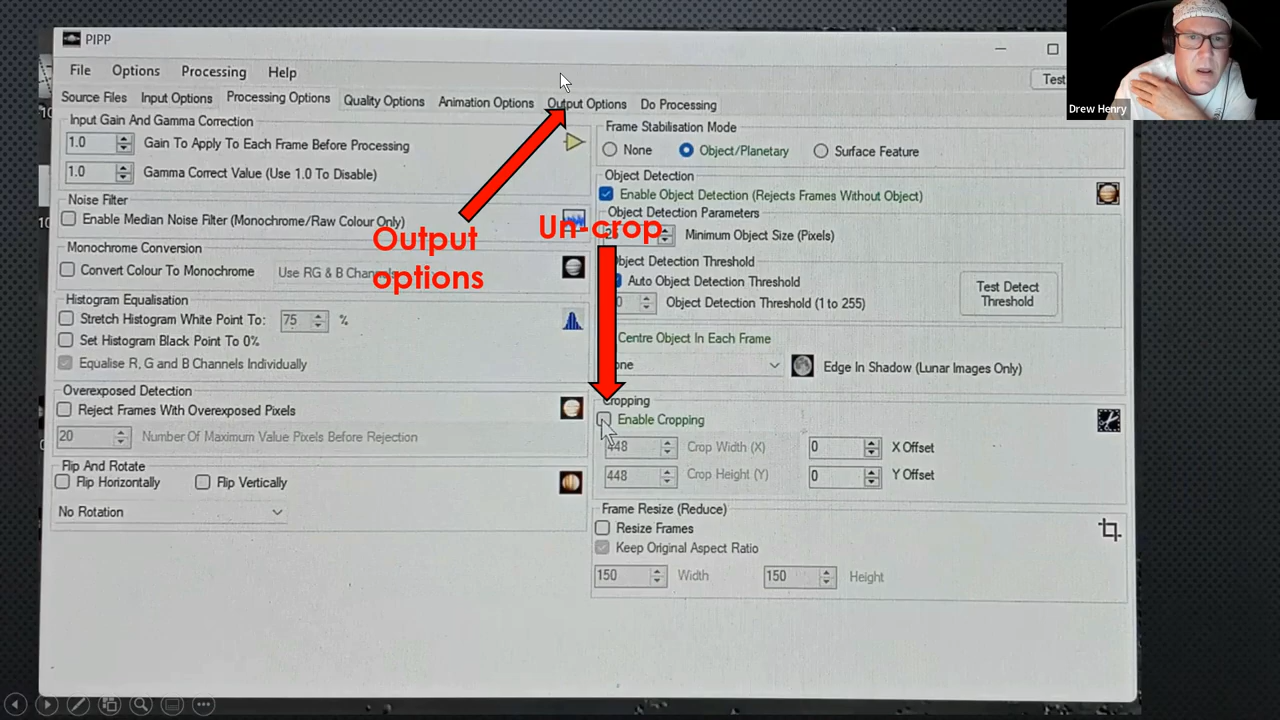 PIPP
File Options Processing Help
Test
Source Files Input Options Processing Options Quality Options Animation Options Output Options Do Processing
Drew Henry
Input Gain And Gamma Correction
1.0 Gain To Apply To Each Frame Before Processing
1.0 Gamma Correct Value (Use 1.0 To Disable)
Noise Filter
Enable Median Noise Filter (Monochrome/Raw Colour Only)
Monochrome Conversion
Convert Colour To Monochrome Use RG & B Channels
Histogram Equalisation
Stretch Histogram White Point To: 75 %
Set Histogram Black Point To 0%
Equalise R, G and B Channels Individually
Overexposed Detection
Reject Frames With Overexposed Pixels
20 Number Of Maximum Value Pixels Before Rejection
Flip And Rotate
Flip Horizontally Flip Vertically
No Rotation
Output
options
Un-crop
Frame Stabilisation Mode
None Object/Planetary Surface Feature
Object Detection
Enable Object Detection (Rejects Frames Without Object)
Object Detection Parameters
Minimum Object Size (Pixels)
Detection Threshold
Auto Object Detection Threshold
Object Detection Threshold (1 to 255)
Test Detect
Threshold
Centre Object In Each Frame
Edge In Shadow (Lunar Images Only)
Cropping
Enable Cropping
448 Crop Width (X) 0 X Offset
448 Crop Height (Y) 0 Y Offset
Frame Resize (Reduce)
Resize Frames
Keep Original Aspect Ratio
150 Width 150 Height